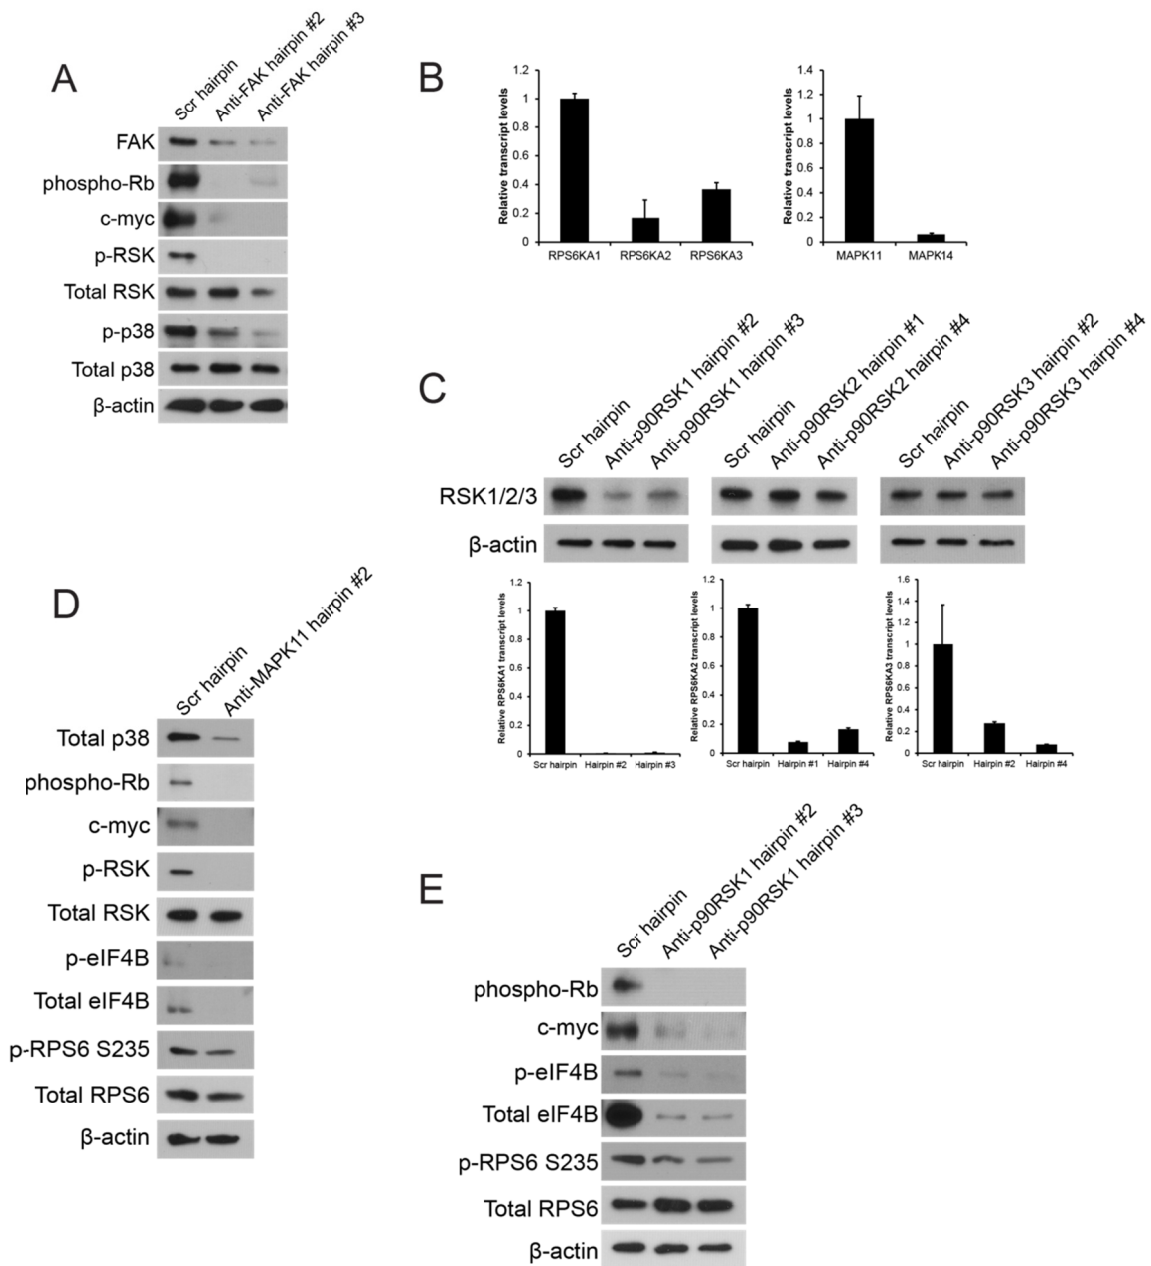 A
Scr hairpin
Anti-FAK hairpin #2
Anti-FAK hairpin #3
FAK
phospho-Rb
c-myc
p-RSK
Total RSK
p-p38
Total p38
β-actin
B
Relative transcript levels
1.2
1
0.8
0.6
0.4
0.2
0
RPS6KA1 RPS6KA2 RPS6KA3
Relative transcript levels
1.4
1.2
1
0.8
0.6
0.4
0.2
0
MAPK11 MAPK14
C
Scr hairpin
Anti-p90RSK1 hairpin #2
Anti-p90RSK1 hairpin #3
Scr hairpin
Anti-p90RSK2 hairpin #1
Anti-p90RSK2 hairpin #4
Scr hairpin
Anti-p90RSK3 hairpin #2
Anti-p90RSK3 hairpin #4
RSK1/2/3
β-actin
Relative RPS6KA1 transcript levels
1.2
1
0.8
0.6
0.4
0.2
0
Scr hairpin Hairpin #2 Hairpin #3
Relative RPS6KA2 transcript levels
1.2
1
0.8
0.6
0.4
0.2
0
Scr hairpin Hairpin #1 Hairpin #4
Relative RPS6KA3 transcript levels
1.6
1.4
1.2
1
0.8
0.6
0.4
0.2
0
Scr hairpin Hairpin #2 Hairpin #4
D
Scr hairpin
Anti-MAPK11 hairpin #2
Total p38
phospho-Rb
c-myc
p-RSK
Total RSK
p-eIF4B
Total eIF4B
p-RPS6 S235
Total RPS6
β-actin
E
Scr hairpin
Anti-p90RSK1 hairpin #2
Anti-p90RSK1 hairpin #3
phospho-Rb
c-myc
p-eIF4B
Total eIF4B
p-RPS6 S235
Total RPS6
β-actin